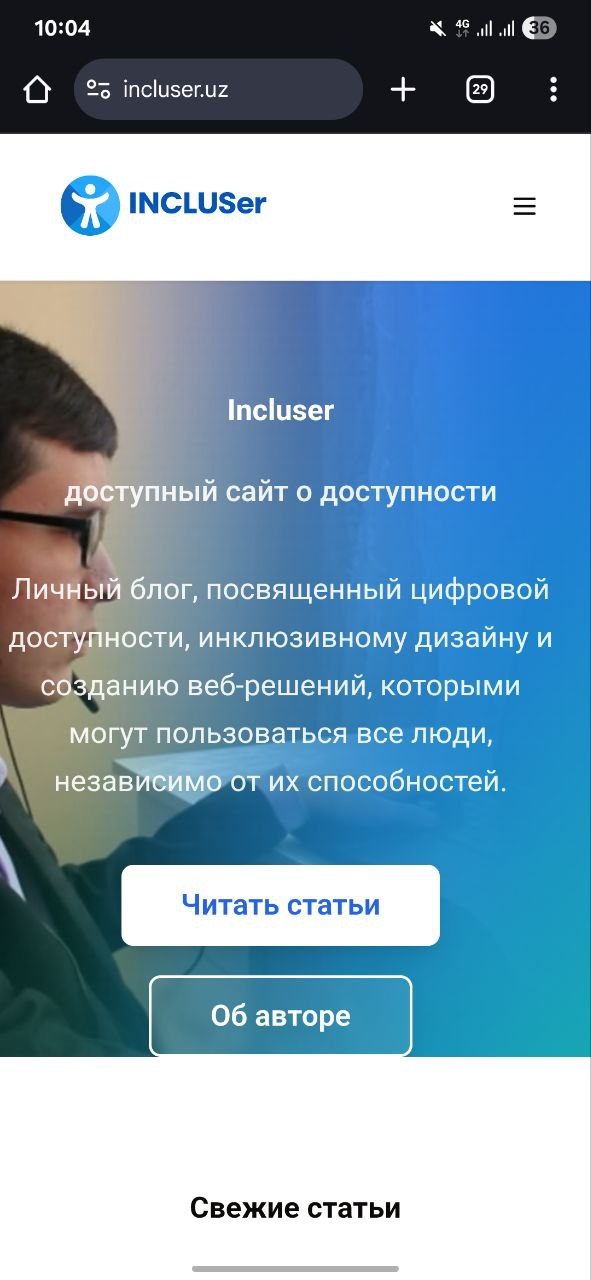 10:04
4G
36
incluser.uz
29
INCLUSer
Incluser
доступный сайт о доступности
Личный блог, посвященный цифровой
доступности, инклюзивному дизайну и
созданию веб-решений, которыми
могут пользоваться все люди,
независимо от их способностей.
Читать статьи
Об авторе
Свежие статьи